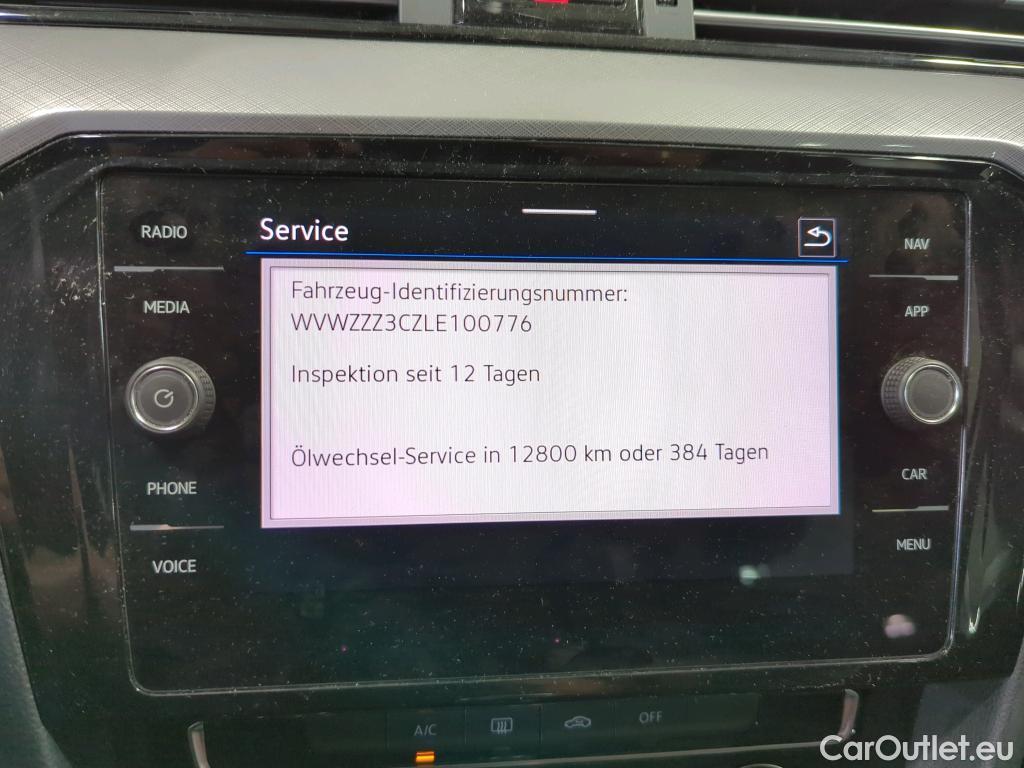 RADIO
MEDIA
PHONE
VOICE
Service
Fahrzeug-Identifizierungsnummer:
WVWZZZ3CZLE100776
Inspektion seit 12 Tagen
Ölwechsel-Service in 12800 km oder 384 Tagen
NAV
APP
CAR
MENU
A/C
OFF
CarOutlet.eu